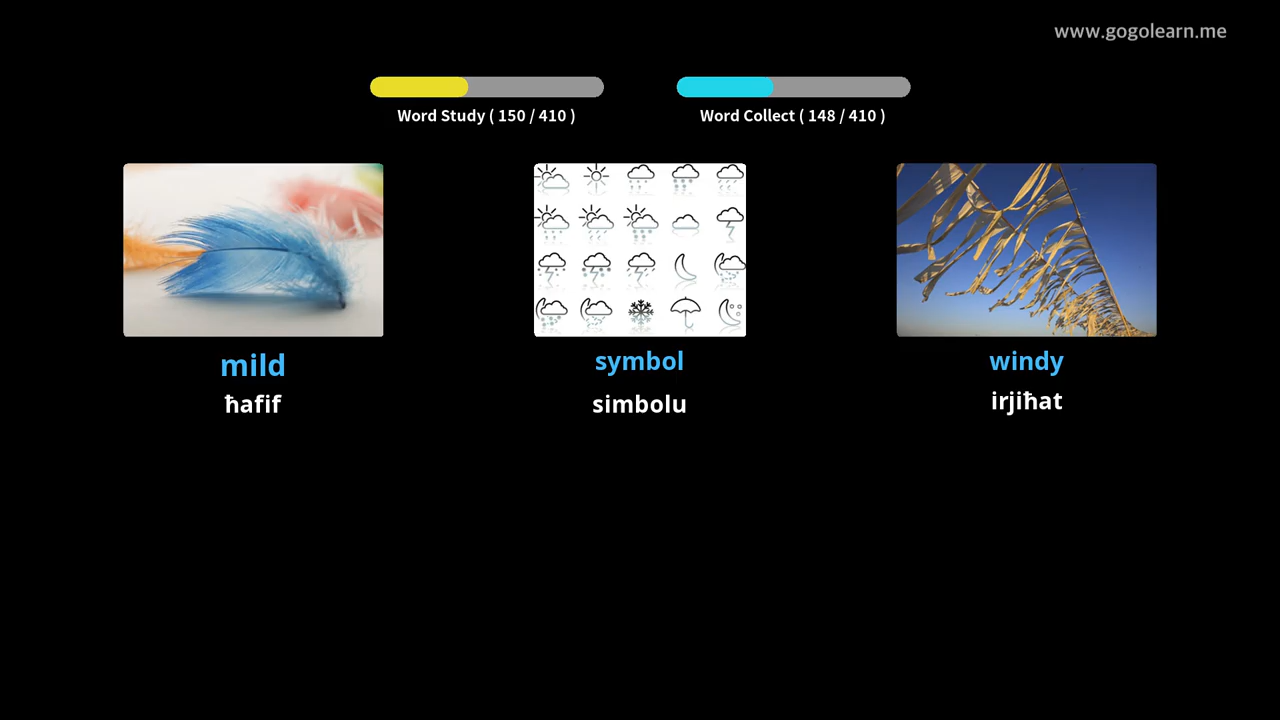 www.gogolearn.me
Word Study ( 150 / 410 )
Word Collect ( 148 / 410 )
mild
ħafif
symbol
simbolu
windy
irjiħat